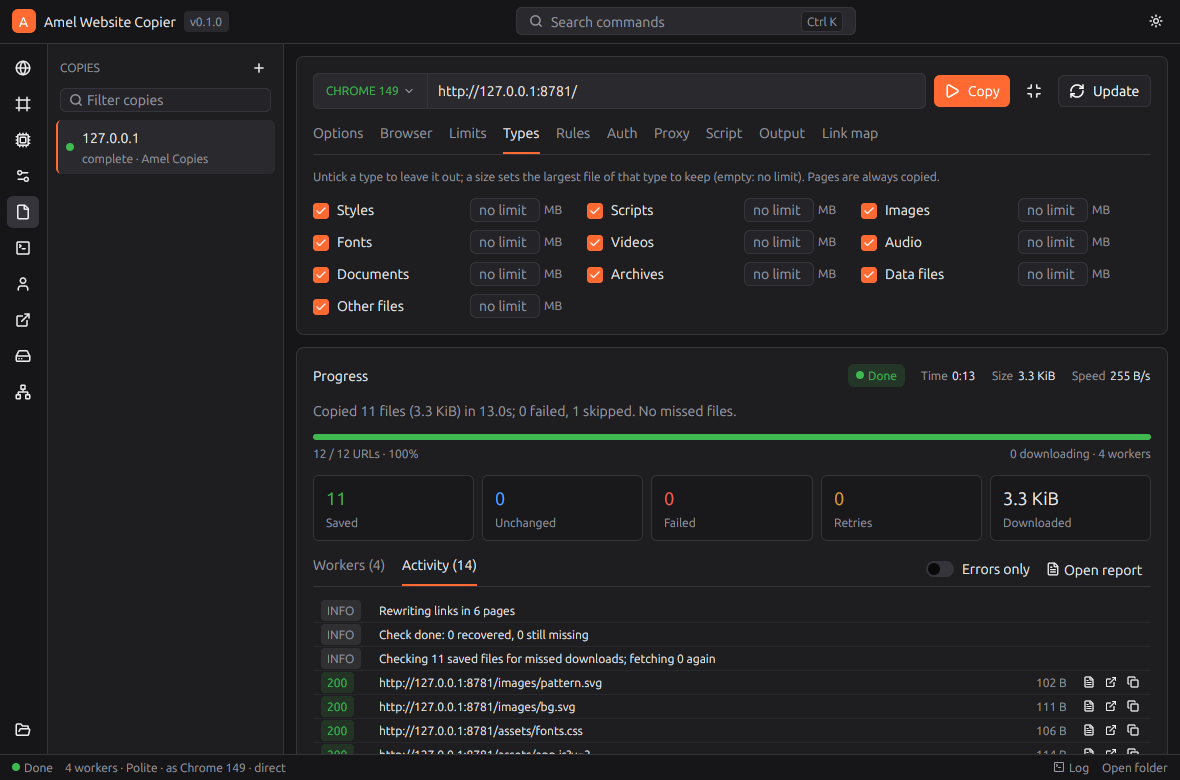 A Amel Website Copier v0.1.0 Search commands Ctrl K
COPIES +
Filter copies
127.0.0.1
complete · Amel Copies
CHROME 149 http://127.0.0.1:8781/ Copy Update
Options Browser Limits Types Rules Auth Proxy Script Output Link map
Untick a type to leave it out; a size sets the largest file of that type to keep (empty: no limit). Pages are always copied.
Styles no limit MB Scripts no limit MB Images no limit MB
Fonts no limit MB Videos no limit MB Audio no limit MB
Documents no limit MB Archives no limit MB Data files no limit MB
Other files no limit MB
Progress Done Time 0:13 Size 3.3 KiB Speed 255 B/s
Copied 11 files (3.3 KiB) in 13.0s; 0 failed, 1 skipped. No missed files.
12 / 12 URLs · 100% 0 downloading · 4 workers
11 0 0 0 3.3 KiB
Saved Unchanged Failed Retries Downloaded
Workers (4) Activity (14) Errors only Open report
INFO Rewriting links in 6 pages
INFO Check done: 0 recovered, 0 still missing
INFO Checking 11 saved files for missed downloads; fetching 0 again
200 http://127.0.0.1:8781/images/pattern.svg 102 B
200 http://127.0.0.1:8781/images/bg.svg 111 B
200 http://127.0.0.1:8781/assets/fonts.css 106 B
Done 4 workers · Polite · as Chrome 149 · direct Log Open folder